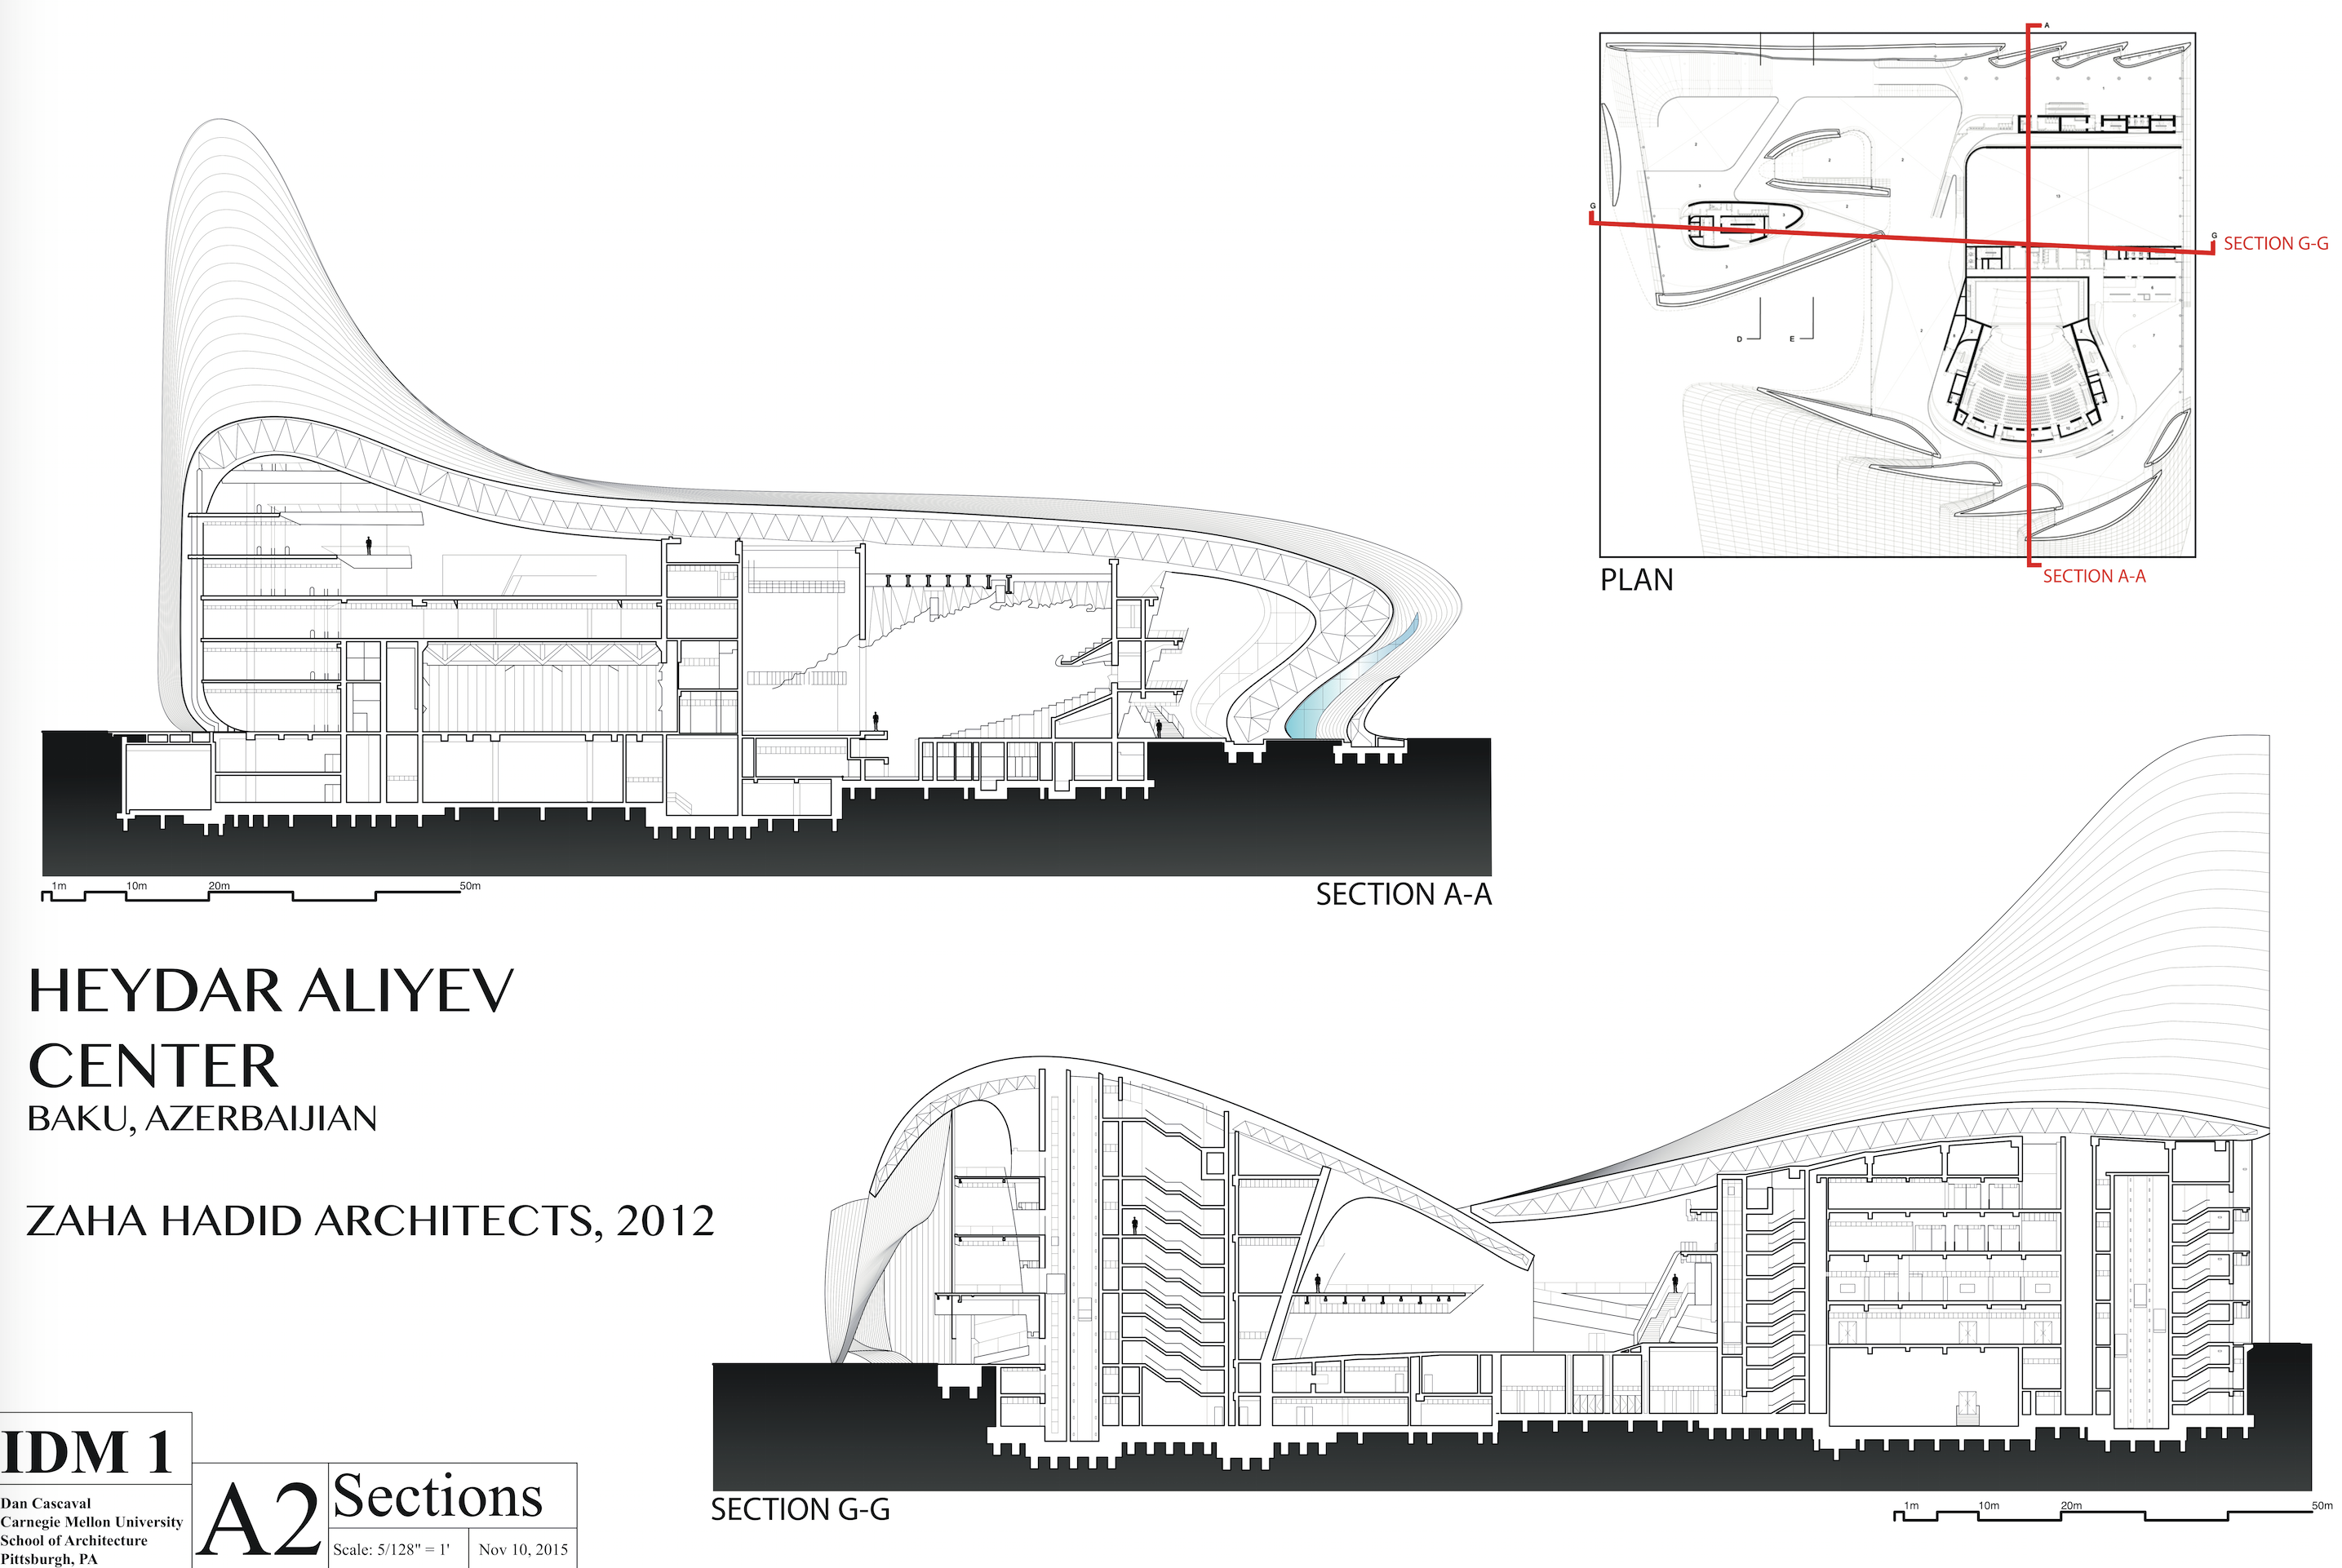 A
G
G
SECTION G-G
D
E
PLAN
SECTION A-A
1m 10m 20m 50m
SECTION A-A
HEYDAR ALIYEV
CENTER
BAKU, AZERBAIJIAN
ZAHA HADID ARCHITECTS, 2012
SECTION G-G
1m 10m 20m 50m
IDM 1
Dan Cascaval
Carnegie Mellon University
School of Architecture
Pittsburgh, PA
A2
Sections
Scale: 5/128" = 1'
Nov 10, 2015